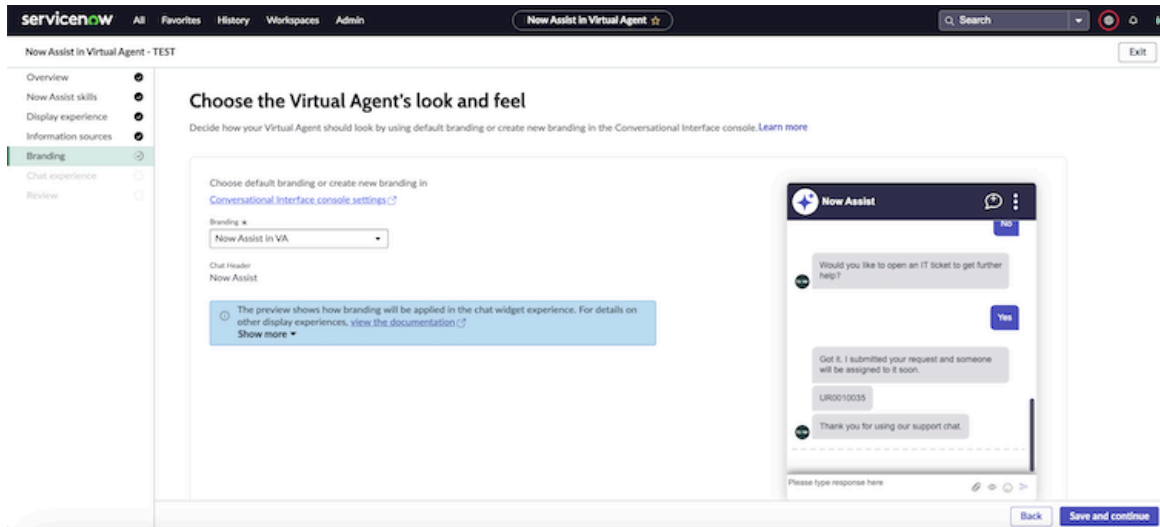 servicenow All Favorites History Workspaces Admin Now Assist in Virtual Agent Search
Now Assist in Virtual Agent - TEST Exit
Overview
Now Assist skills
Display experience
Information sources
Branding
Chat experience
Review
Choose the Virtual Agent's look and feel
Decide how your Virtual Agent should look by using default branding or create new branding in the Conversational Interface console. Learn more
Choose default branding or create new branding in
Conversational Interface console settings
Branding
Now Assist in VA
Chat Header
Now Assist
The preview shows how branding will be applied in the chat widget experience. For details on
other display experiences, view the documentation
Show more
Now Assist
No
Would you like to open an IT ticket to get further
help?
Yes
Got it. I submitted your request and someone
will be assigned to it soon.
UR0010035
Thank you for using our support chat.
Please type response here
Back Save and continue